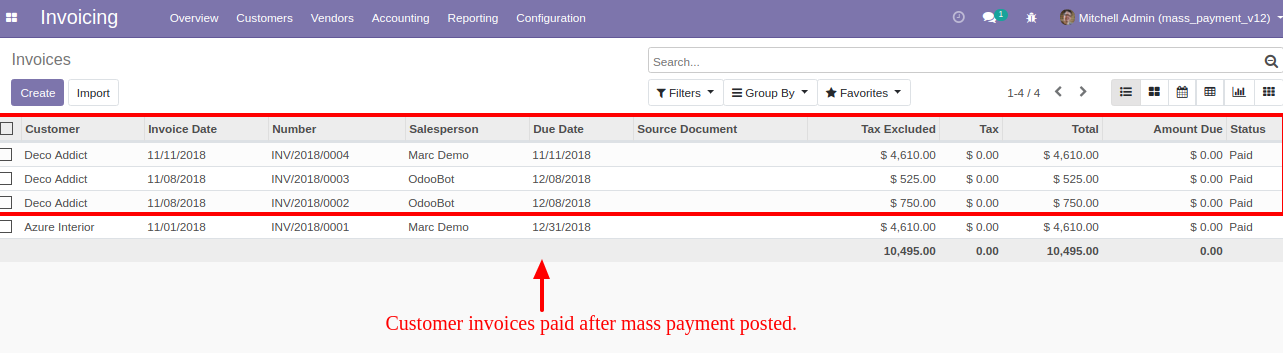 Invoicing Overview Customers Vendors Accounting Reporting Configuration 1 Mitchell Admin (mass_payment_v12)
Invoices Search...
Create Import Filters Group By Favorites 1-4 / 4
Customer Invoice Date Number Salesperson Due Date Source Document Tax Excluded Tax Total Amount Due Status
Deco Addict 11/11/2018 INV/2018/0004 Marc Demo 11/11/2018 $ 4,610.00 $ 0.00 $ 4,610.00 $ 0.00 Paid
Deco Addict 11/08/2018 INV/2018/0003 OdooBot 12/08/2018 $ 525.00 $ 0.00 $ 525.00 $ 0.00 Paid
Deco Addict 11/08/2018 INV/2018/0002 OdooBot 12/08/2018 $ 750.00 $ 0.00 $ 750.00 $ 0.00 Paid
Azure Interior 11/01/2018 INV/2018/0001 Marc Demo 12/31/2018 $ 4,610.00 $ 0.00 $ 4,610.00 $ 0.00 Paid
10,495.00 0.00 10,495.00 0.00
Customer invoices paid after mass payment posted.